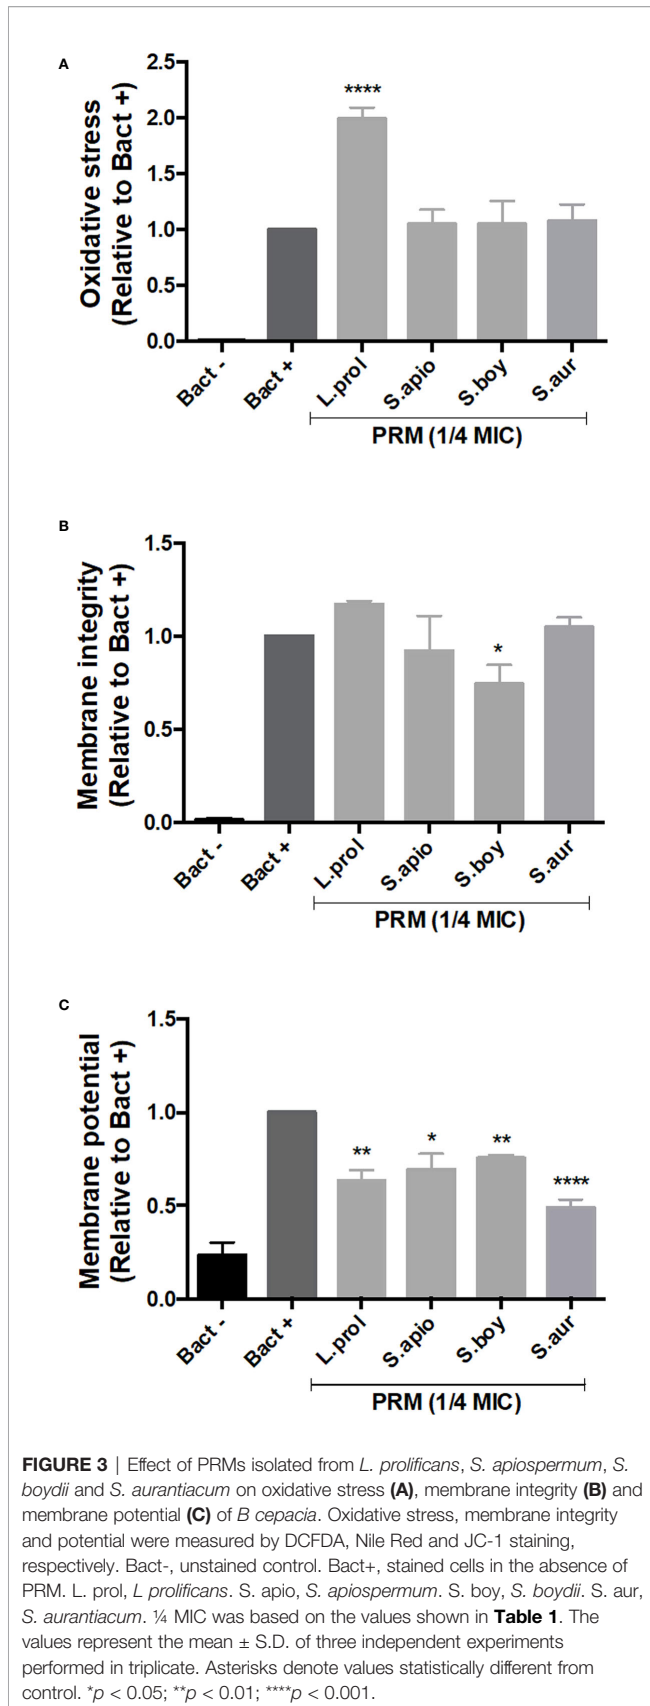 A
Oxidative stress
(Relative to Bact +)
2.5
2.0
1.5
1.0
0.5
0.0
****
Bact -
Bact +
L.prol
S.apio
S.boy
S.aur
PRM (1/4 MIC)
B
Membrane integrity
(Relative to Bact +)
1.5
1.0
0.5
0.0
*
Bact -
Bact +
L.prol
S.apio
S.boy
S.aur
PRM (1/4 MIC)
C
Membrane potential
(Relative to Bact +)
1.5
1.0
0.5
0.0
**
*
**
****
Bact -
Bact +
L.prol
S.apio
S.boy
S.aur
PRM (1/4 MIC)
FIGURE 3 | Effect of PRMs isolated from L. prolificans, S. apiospermum, S.
boydii and S. aurantiacum on oxidative stress (A), membrane integrity (B) and
membrane potential (C) of B cepacia. Oxidative stress, membrane integrity
and potential were measured by DCFDA, Nile Red and JC-1 staining,
respectively. Bact-, unstained control. Bact+, stained cells in the absence of
PRM. L. prol, L prolificans. S. apio, S. apiospermum. S. boy, S. boydii. S. aur,
S. aurantiacum. ¼ MIC was based on the values shown in Table 1. The
values represent the mean ± S.D. of three independent experiments
performed in triplicate. Asterisks denote values statistically different from
control. *p < 0.05; **p < 0.01; ****p < 0.001.